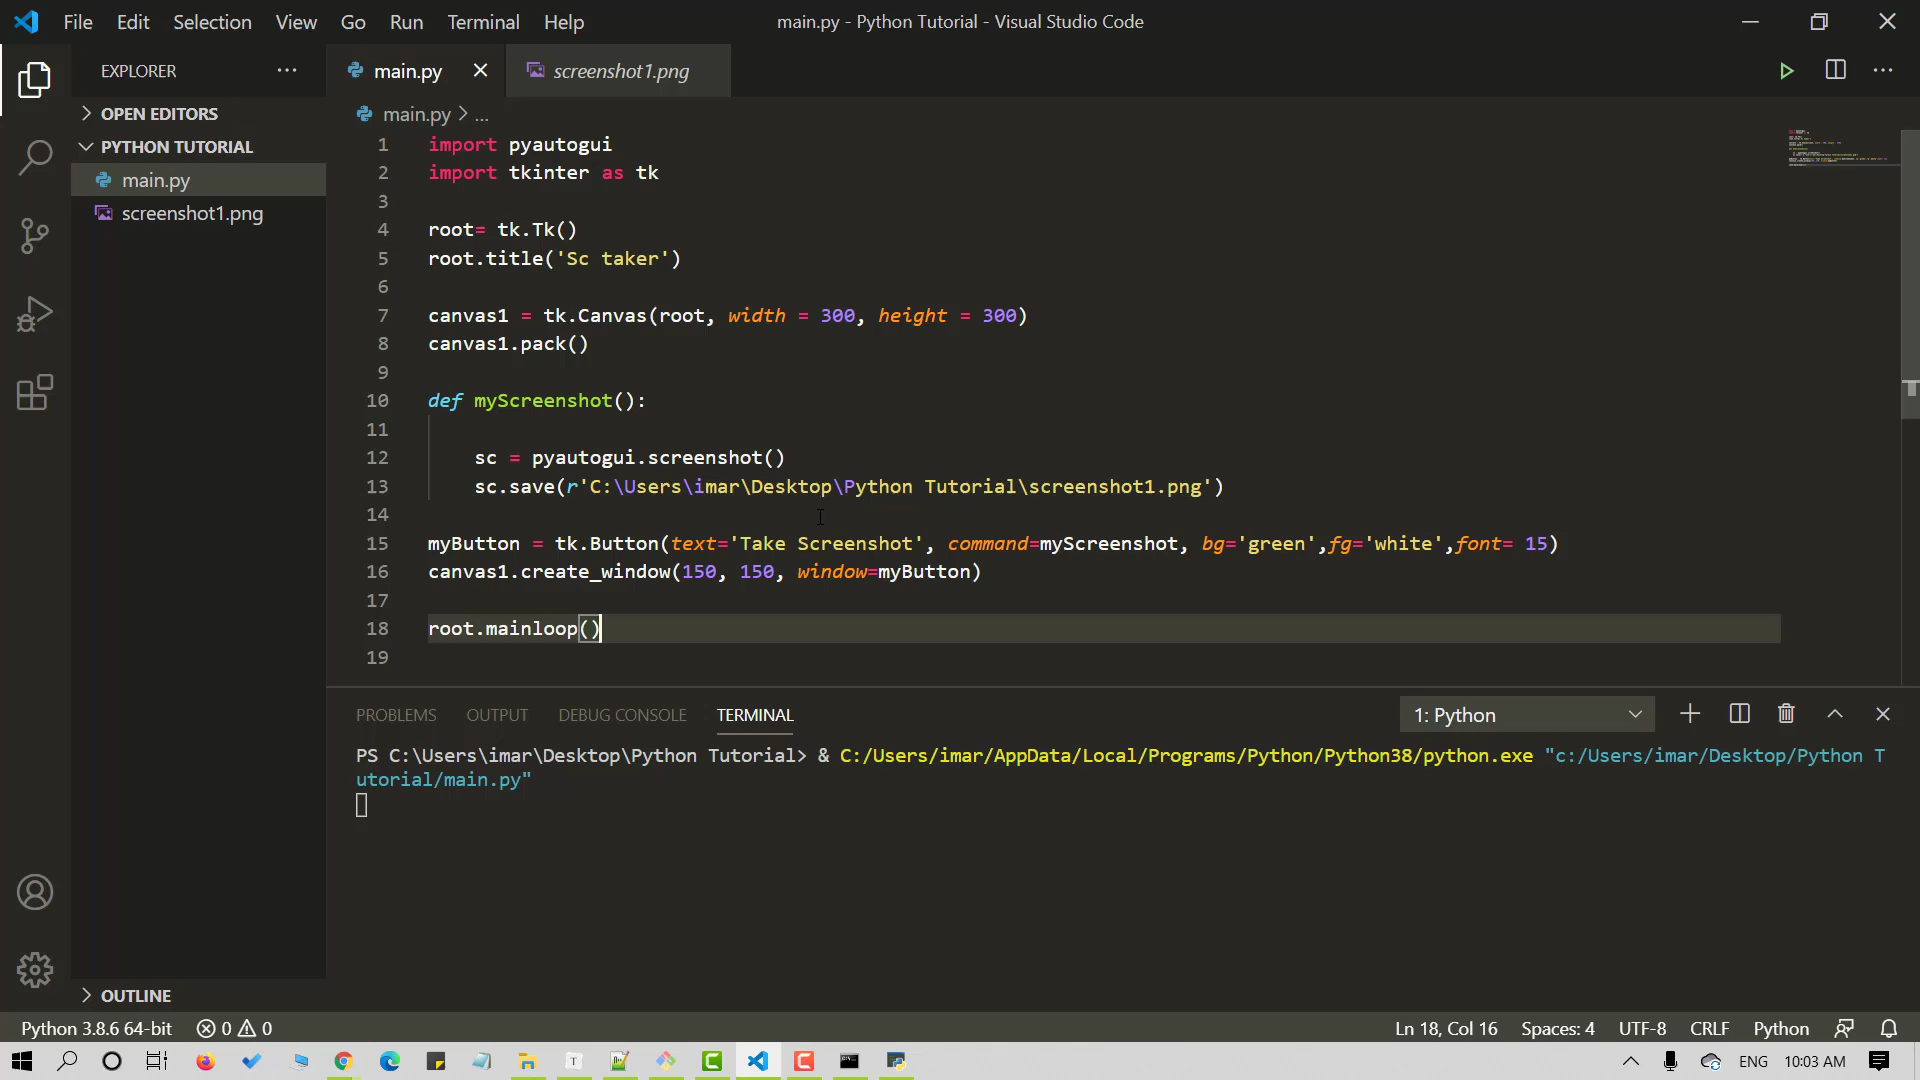 File Edit Selection View Go Run Terminal Help
main.py - Python Tutorial - Visual Studio Code
EXPLORER
main.py
screenshot1.png
OPEN EDITORS
PYTHON TUTORIAL
main.py
screenshot1.png
main.py > ...
1 import pyautogui
2 import tkinter as tk
3
4 root= tk.Tk()
5 root.title('Sc taker')
6
7 canvas1 = tk.Canvas(root, width = 300, height = 300)
8 canvas1.pack()
9
10 def myScreenshot():
11
12 sc = pyautogui.screenshot()
13 sc.save(r'C:\Users\imar\Desktop\Python Tutorial\screenshot1.png')
14
15 myButton = tk.Button(text='Take Screenshot', command=myScreenshot, bg='green',fg='white',font= 15)
16 canvas1.create_window(150, 150, window=myButton)
17
18 root.mainloop()
19
PROBLEMS OUTPUT DEBUG CONSOLE TERMINAL
1: Python
PS C:\Users\imar\Desktop\Python Tutorial> & C:/Users/imar/AppData/Local/Programs/Python/Python38/python.exe "c:/Users/imar/Desktop/Python T
utorial/main.py"
OUTLINE
Python 3.8.6 64-bit 0 0
Ln 18, Col 16 Spaces: 4 UTF-8 CRLF Python
ENG 10:03 AM